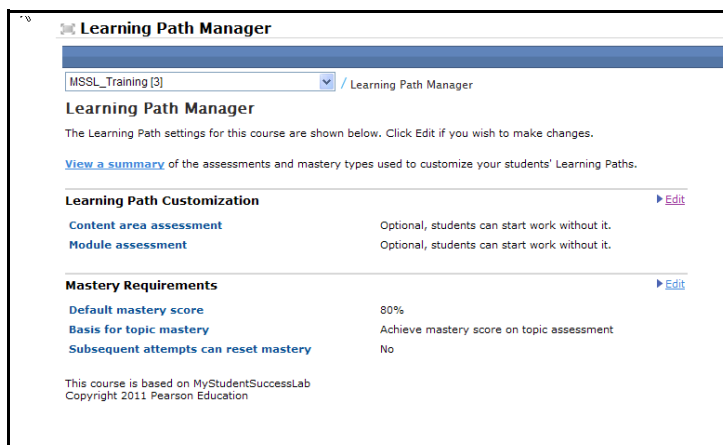 Learning Path Manager
MSSL_Training [3] / Learning Path Manager
Learning Path Manager
The Learning Path settings for this course are shown below. Click Edit if you wish to make changes.
View a summary of the assessments and mastery types used to customize your students' Learning Paths.
Learning Path Customization Edit
Content area assessment Optional, students can start work without it.
Module assessment Optional, students can start work without it.
Mastery Requirements Edit
Default mastery score 80%
Basis for topic mastery Achieve mastery score on topic assessment
Subsequent attempts can reset mastery No
This course is based on MyStudentSuccessLab
Copyright 2011 Pearson Education